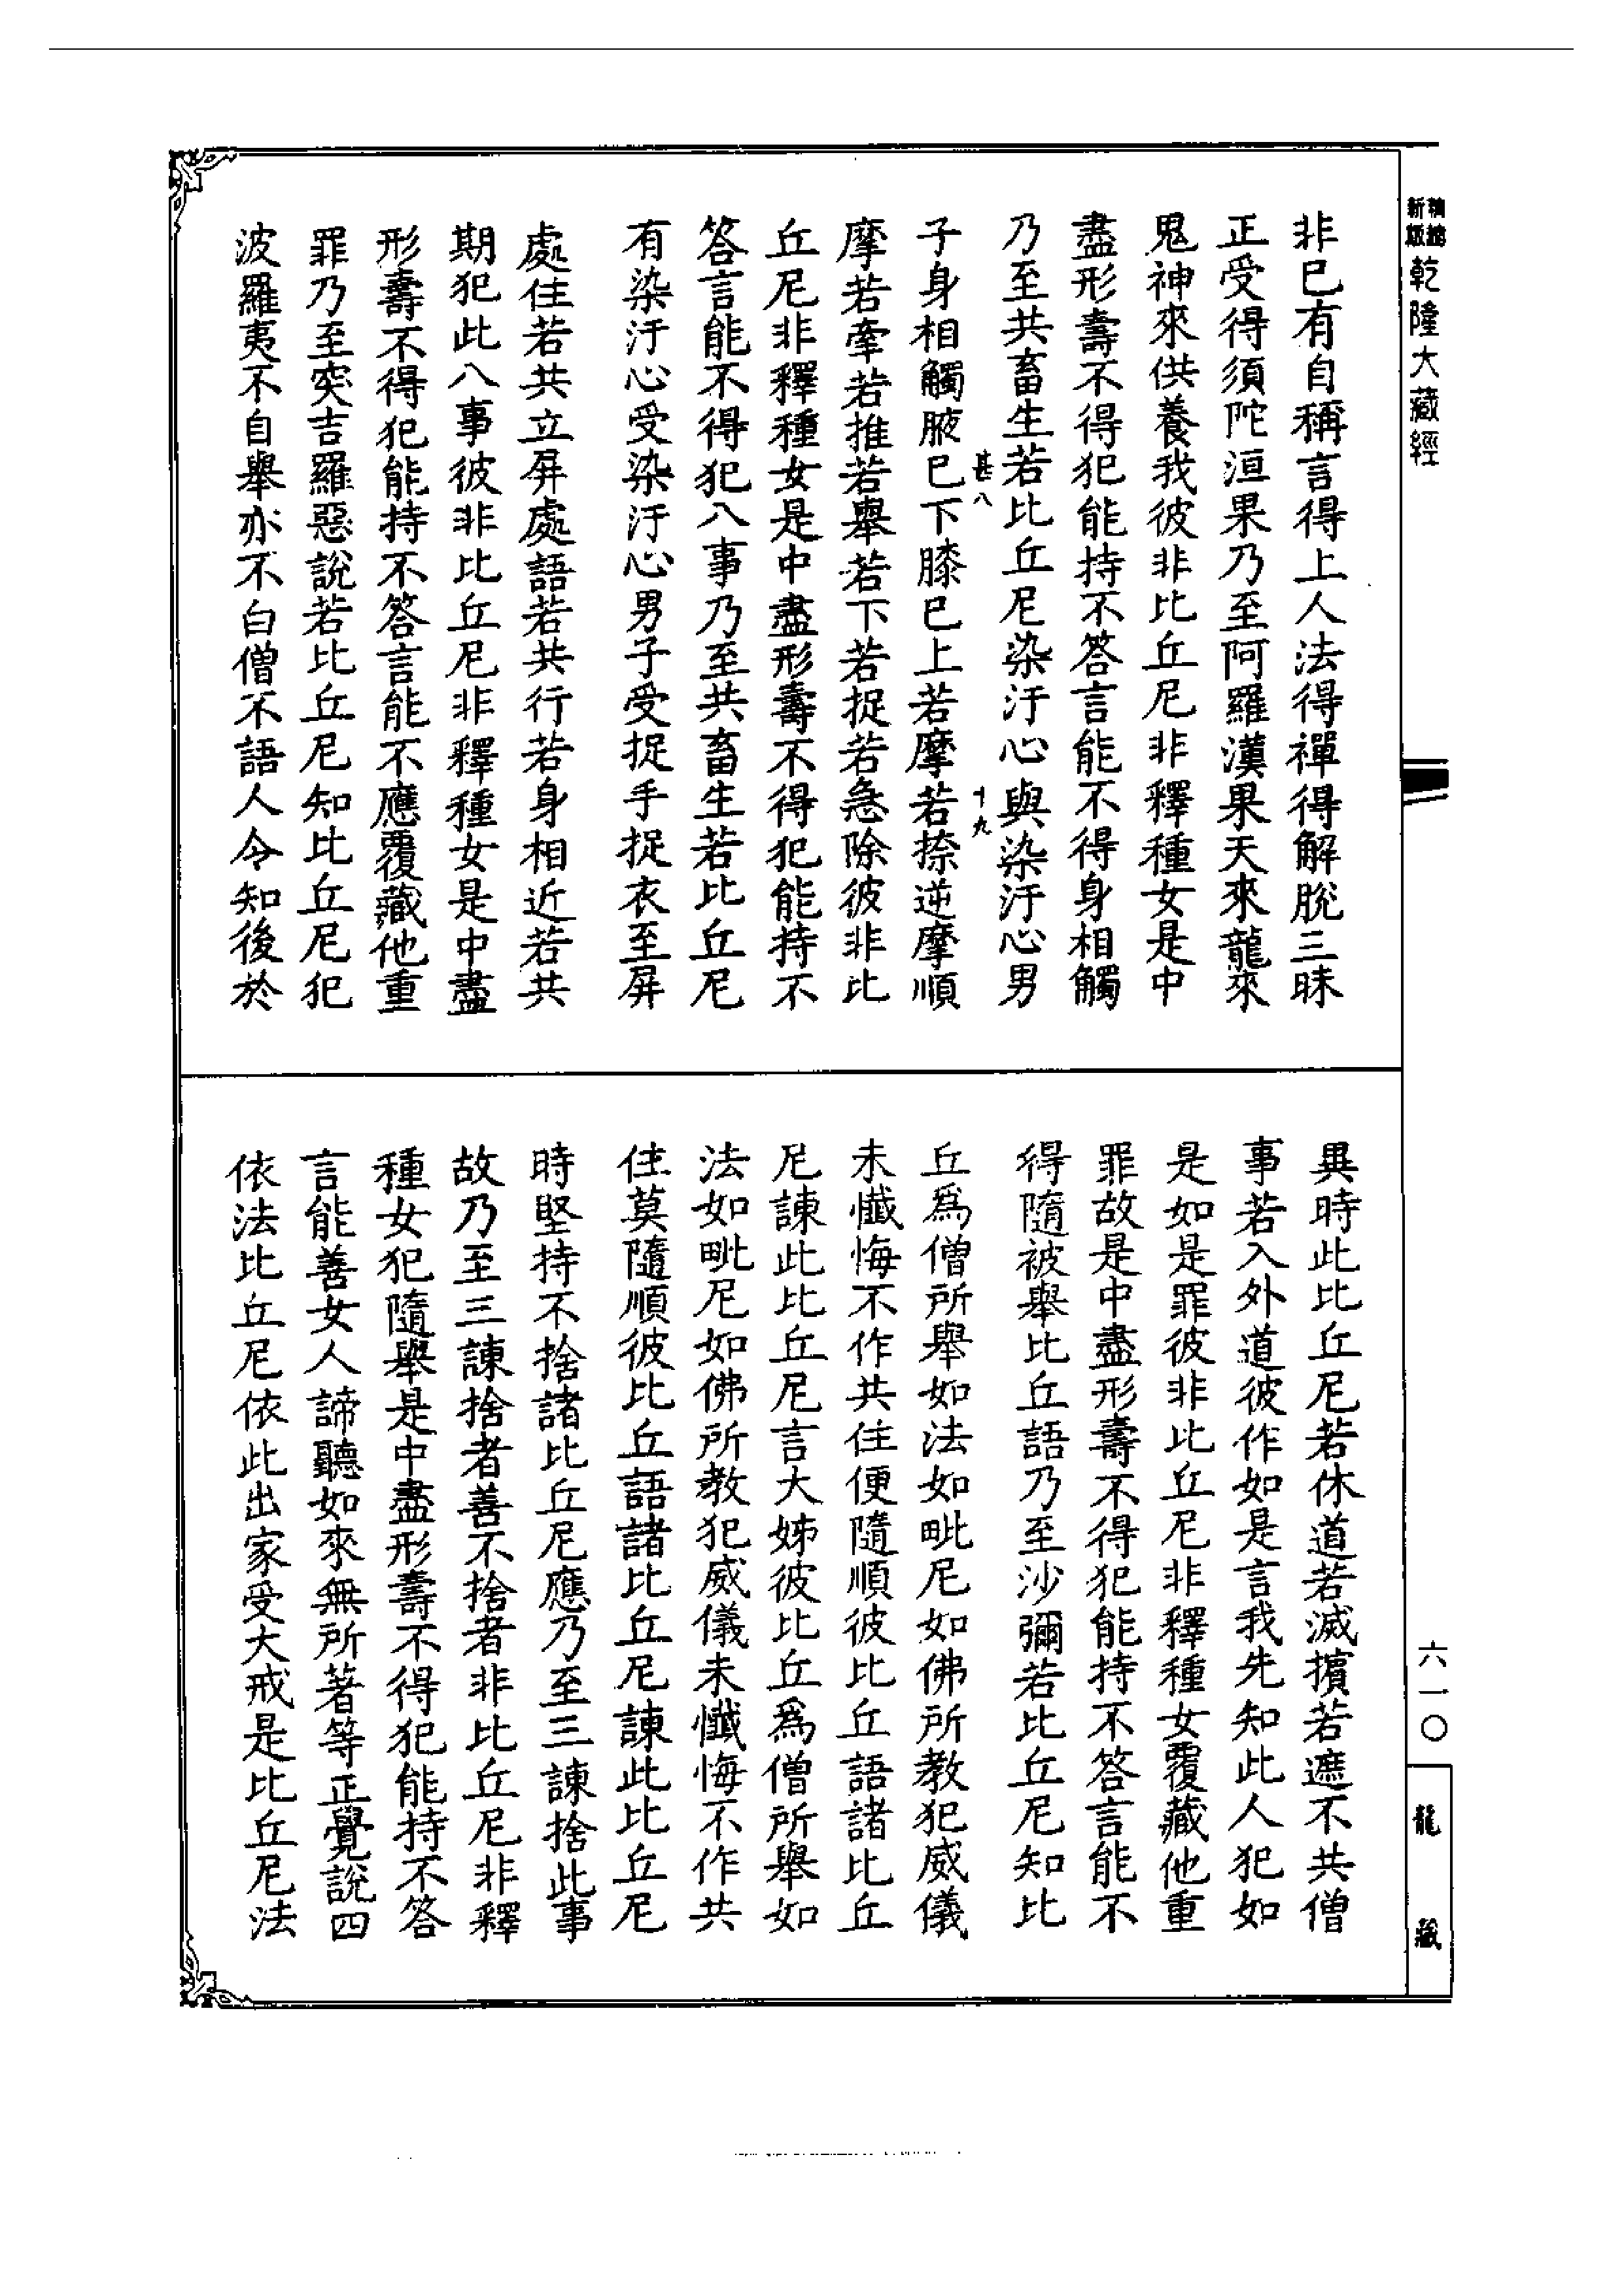 新編
縮版
乾隆大藏經
非已有自稱言得上人法得禪得解脫三昧
正受得須陀洹果乃至阿羅漢果天來龍來
鬼神來供養我彼非比丘尼非釋種女是中
盡形壽不得犯能持不答言能不得身相觸
乃至共畜生若比丘尼染汙心與染汙心男
甚八
十九
子身相觸腋已下膝已上若摩若捺逆摩順
摩若牽若推若舉若下若捉若急除彼非比
丘尼非釋種女是中盡形壽不得犯能持不
答言能不得犯八事乃至共畜生若比丘尼
有染汙心受染汙心男子受捉手捉衣至屏
處住若共立屏處語若共行若身相近若共
期犯此八事彼非比丘尼非釋種女是中盡
形壽不得犯能持不答言能不應覆藏他重
罪乃至突吉羅惡說若比丘尼知比丘尼犯
波羅夷不自舉亦不白僧不語人令知後於
異時此比丘尼若休道若滅擯若遮不共僧
事若入外道彼作如是言我先知此人犯如
是如是罪彼非比丘尼非釋種女覆藏他重
罪故是中盡形壽不得犯能持不答言能不
得隨被舉比丘語乃至沙彌若比丘尼知比
丘爲僧所舉如法如毗尼如佛所教犯威儀
未懺悔不作共住便隨順彼比丘語諸比丘
尼諫此比丘尼言大姊彼比丘爲僧所舉如
法如毗尼如佛所教犯威儀未懺悔不作共
住莫隨順彼比丘語諸比丘尼諫此比丘尼
時堅持不捨諸比丘尼應乃至三諫捨此事
故乃至三諫捨者善不捨者非比丘尼非釋
種女犯隨舉是中盡形壽不得犯能持不答
言能善女人諦聽如來無所著等正覺說四
依法比丘尼依此出家受大戒是比丘尼法
六一〇
龍藏